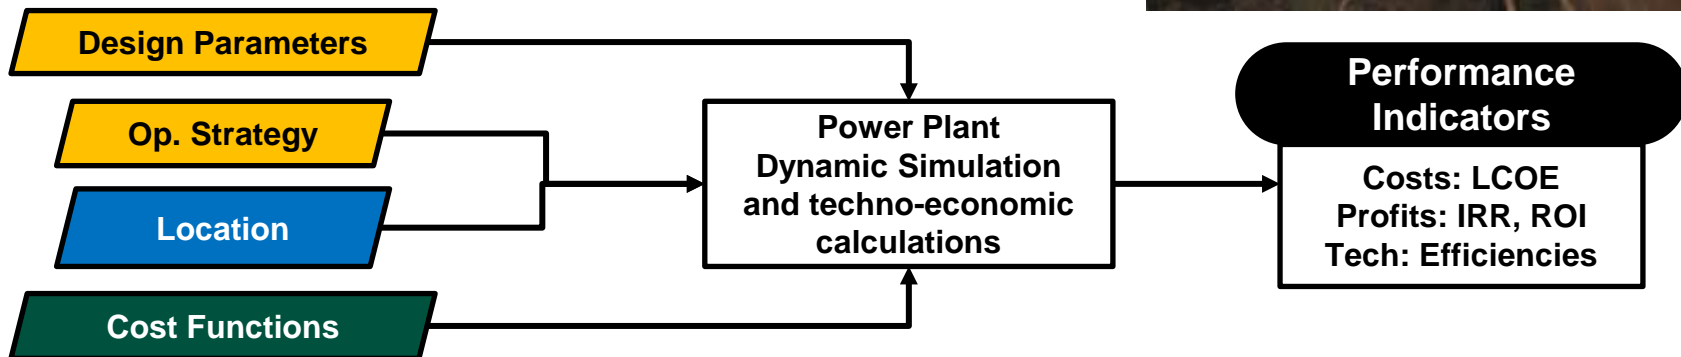 Design Parameters
Op. Strategy
Location
Cost Functions
Power Plant
Dynamic Simulation
and techno-economic
calculations
Performance
Indicators
Costs: LCOE
Profits: IRR, ROI
Tech: Efficiencies